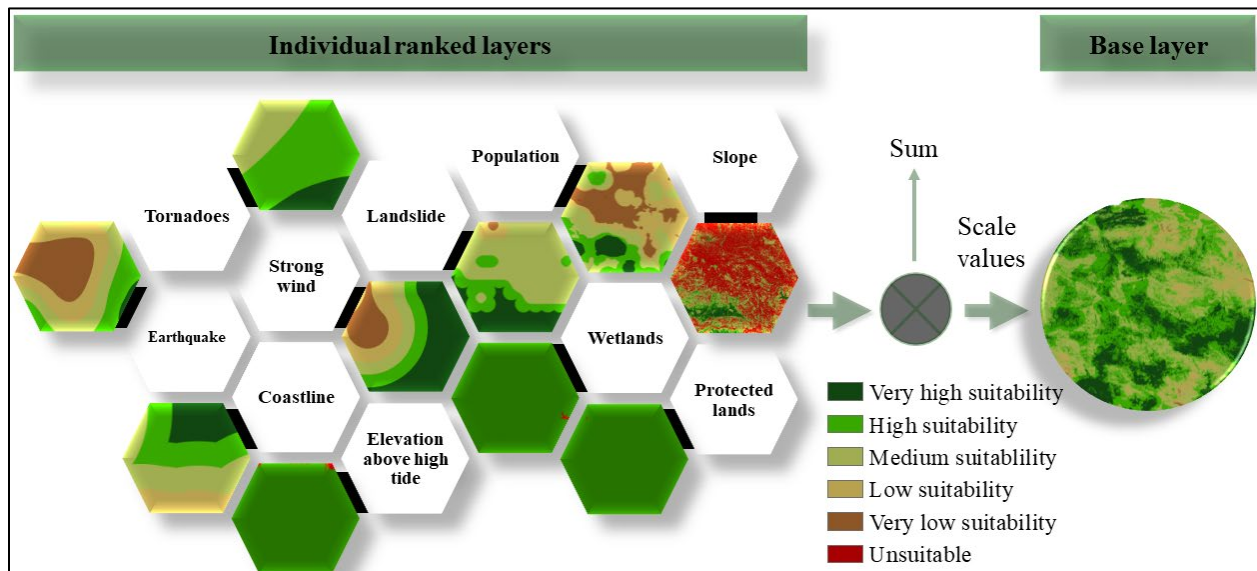 Individual ranked layers
Base layer
Population
Slope
Sum
Tornadoes
Landslide
Scale
values
Strong
wind
Earthquake
Wetlands
Coastline
Protected
lands
Elevation
above high
tide
Very high suitability
High suitability
Medium suitablility
Low suitability
Very low suitability
Unsuitable